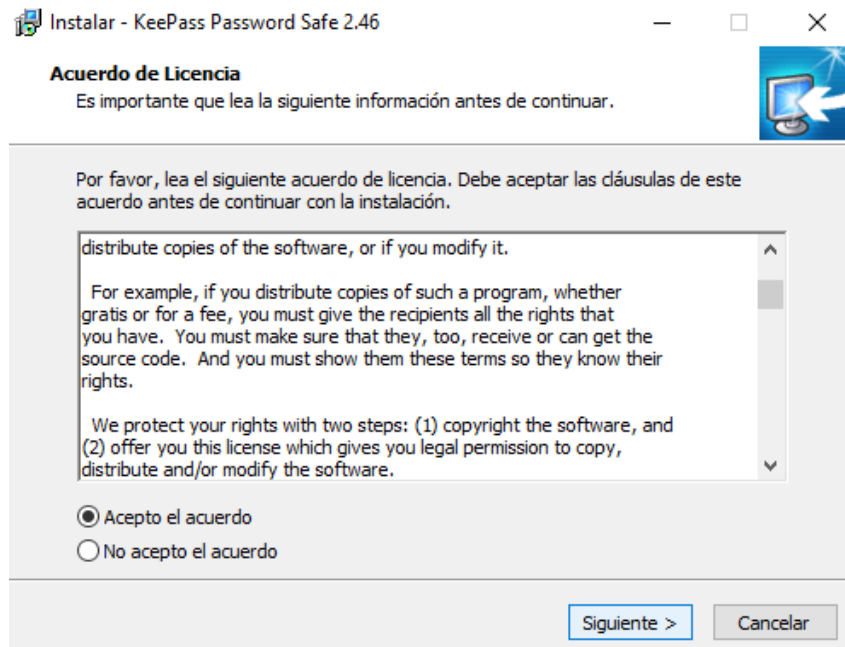 Instalar - KeePass Password Safe 2.46
Acuerdo de Licencia
Es importante que lea la siguiente información antes de continuar.
Por favor, lea el siguiente acuerdo de licencia. Debe aceptar las cláusulas de este
acuerdo antes de continuar con la instalación.
distribute copies of the software, or if you modify it.
For example, if you distribute copies of such a program, whether
gratis or for a fee, you must give the recipients all the rights that
you have.  You must make sure that they, too, receive or can get the
source code.  And you must show them these terms so they know their
rights.
We protect your rights with two steps: (1) copyright the software, and
(2) offer you this license which gives you legal permission to copy,
distribute and/or modify the software.
Acepto el acuerdo
No acepto el acuerdo
Siguiente >
Cancelar